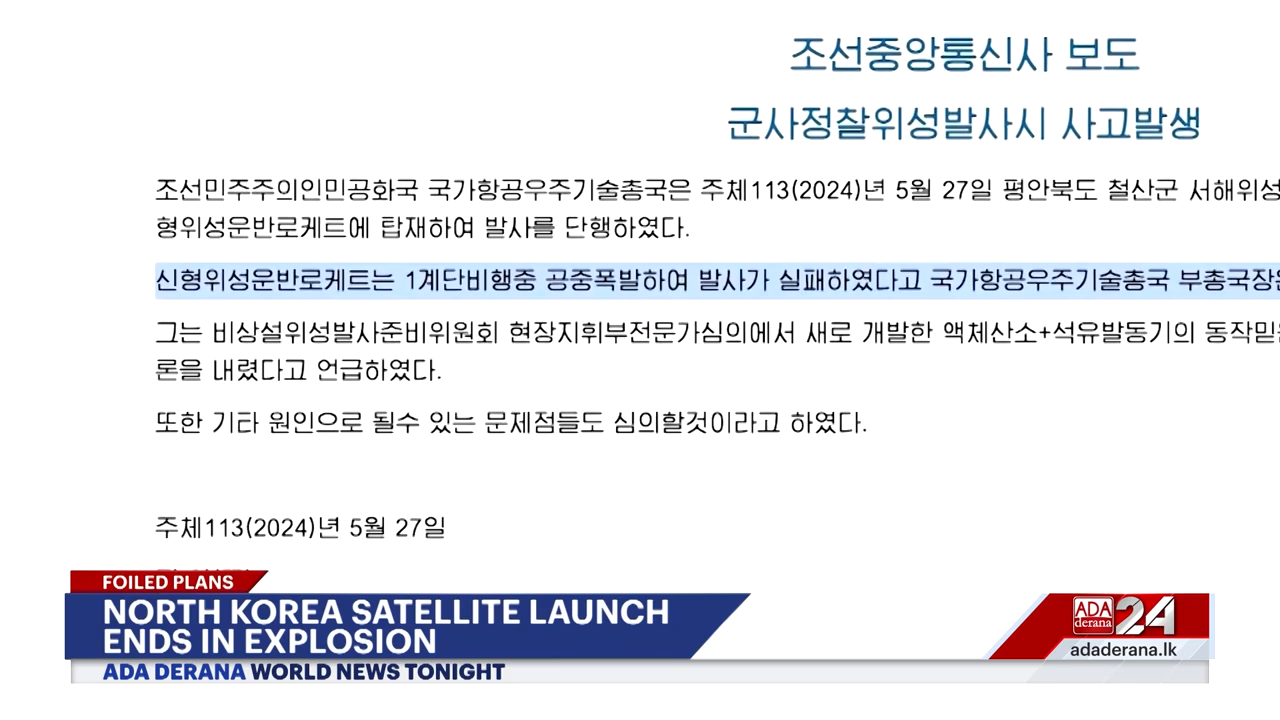 조선중앙통신사 보도
군사정찰위성발사시 사고발생
조선민주주의인민공화국 국가항공우주기술총국은 주체113(2024)년 5월 27일 평안북도 철산군 서해위성
형위성운반로케트에 탑재하여 발사를 단행하였다.
신형위성운반로케트는 1계단비행중 공중폭발하여 발사가 실패하였다고 국가항공우주기술총국 부총국장은
그는 비상설위성발사준비위원회 현장지휘부전문가심의에서 새로 개발한 액체산소+석유발동기의 동작믿음
론을 내렸다고 언급하였다.
또한 기타 원인으로 될수 있는 문제점들도 심의할것이라고 하였다.
주체113(2024)년 5월 27일
FOILED PLANS
NORTH KOREA SATELLITE LAUNCH
ENDS IN EXPLOSION
ADA DERANA WORLD NEWS TONIGHT
ADA derana 24
adaderana.lk